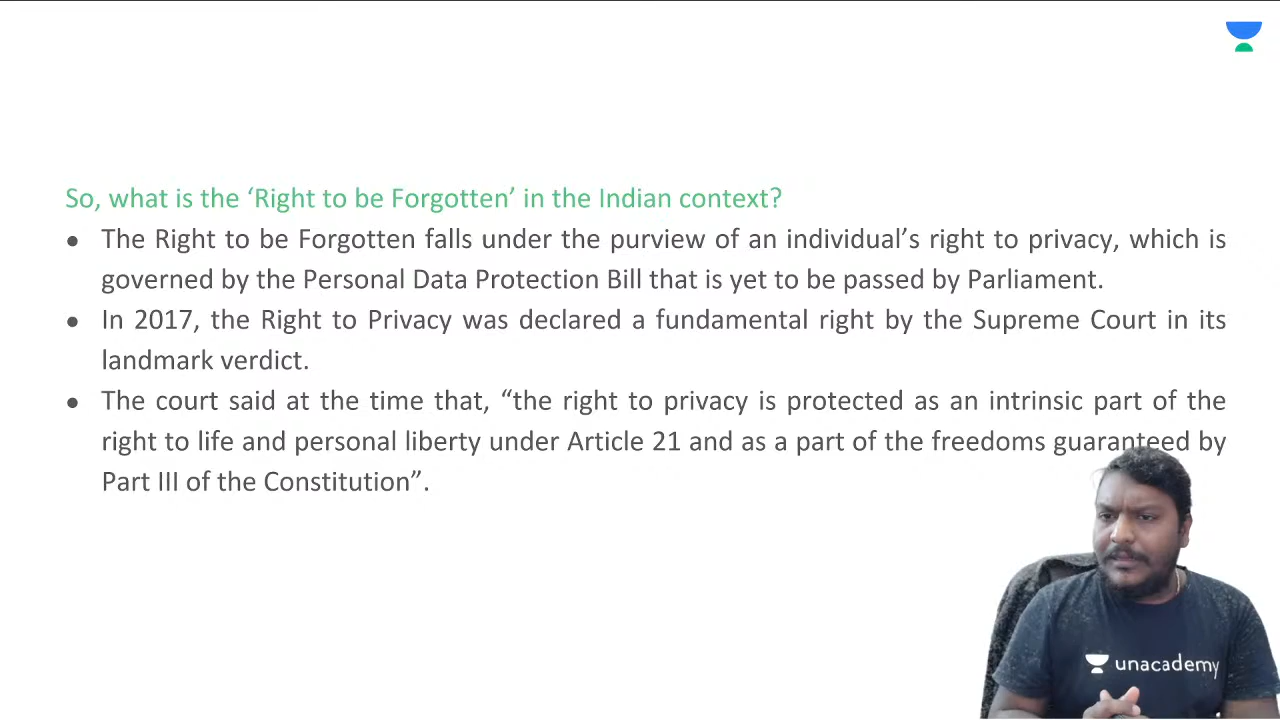 So, what is the ‘Right to be Forgotten’ in the Indian context?
● The Right to be Forgotten falls under the purview of an individual’s right to privacy, which is
governed by the Personal Data Protection Bill that is yet to be passed by Parliament.
● In 2017, the Right to Privacy was declared a fundamental right by the Supreme Court in its
landmark verdict.
● The court said at the time that, “the right to privacy is protected as an intrinsic part of the
right to life and personal liberty under Article 21 and as a part of the freedoms guaranteed by
Part III of the Constitution”.
unacademy